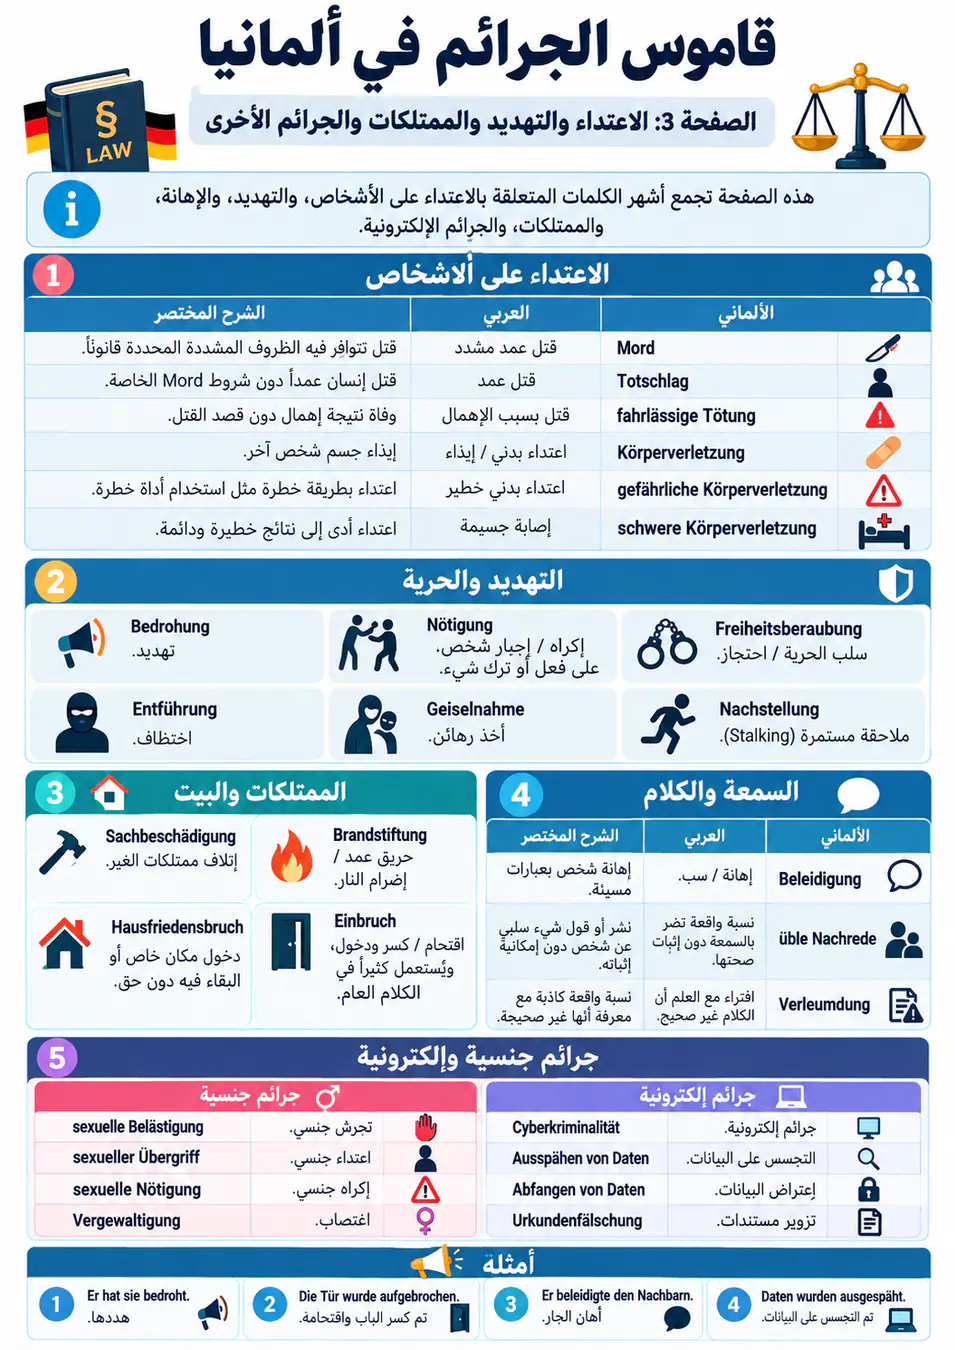 قاموس الجرائم في ألمانيا
§
LAW
الصفحة 3: الاعتداء والتهديد والممتلكات والجرائم الأخرى
i
هذه الصفحة تجمع أشهر الكلمات المتعلقة بالاعتداء على الأشخاص، والتهديد، والإهانة،
والممتلكات، والجرائم الإلكترونية.
1
الاعتداء على ألاشخاص
الألماني
العربي
الشرح المختصر
Mord
قتل عمد مشدد
قتل تتوافر فيه الظروف المشددة المحددة قانوناً.
Totschlag
قتل عمد
قتل إنسان عمداً دون شروط Mord الخاصة.
fahrlässige Tötung
قتل بسبب الإهمال
وفاة نتيجة إهمال دون قصد القتل.
Körperverletzung
اعتداء بدني / إيذاء
إيذاء جسم شخص آخر.
gefährliche Körperverletzung
اعتداء بدني خطير
اعتداء بطريقة خطرة مثل استخدام أداة خطرة.
schwere Körperverletzung
إصابة جسيمة
اعتداء أدى إلى نتائج خطيرة ودائمة.
2
التهديد والحرية
Bedrohung
تهديد.
Nötigung
إكراه / إجبار شخص.
على فعل أو ترك شيء.
Freiheitsberaubung
سلب الحرية / احتجاز.
Entführung
اختظاف.
Geiselnahme
أخذ رهائن.
Nachstellung
ملاحقة مستمرة (Stalking).
3
الممتلكات والبيت
Sachbeschädigung
إتلاف ممتلكات الغير.
Brandstiftung
حريق عمد /
إضرام النار.
Hausfriedensbruch
دخول مكان خاص أو
البقاء فيه دون حق.
Einbruch
اقتحام / كسر ودخول،
ويُستعمل كثيراً في
الكلام العام.
4
السمعة والكلام
الألماني
العربي
الشرح المختصر
Beleidigung
إهانة / سب.
إهانة شخص بعبارات
مسيئة.
üble Nachrede
نسبة واقعة تضر
بالسمعة دون إثبات
صحتها.
نشر أو قول شيء سلبي
عن شخص دون إمكانية
إثباته.
Verleumdung
افتراء مع العلم أن
الكلام غير صحيح.
نسبة واقعة كاذبة مع
معرفة أنها غير صحيحة.
5
جرائم جنسية وإلكترونية
جرائم جنسية
sexuelle Belästigung
تجرش جنسي.
sexueller Übergriff
اعتداء جنسي.
sexuelle Nötigung
إكراه جنسي.
Vergewaltigung
اغتصاب.
جرائم إلكترونية
Cyberkriminalität
جرائم إلكترونية.
Ausspähen von Daten
التجسس على البيانات.
Abfangen von Daten
إعتراض البيانات.
Urkundenfälschung
تزوير مستندات.
أمثلة
1
Er hat sie bedroht.
هددها.
2
Die Tür wurde aufgebrochen.
تم كسر الباب واقتحامة.
3
Er beleidigte den Nachbarn.
أهان الجار.
4
Daten wurden ausgespäht.
تم التجسس على البيانات.